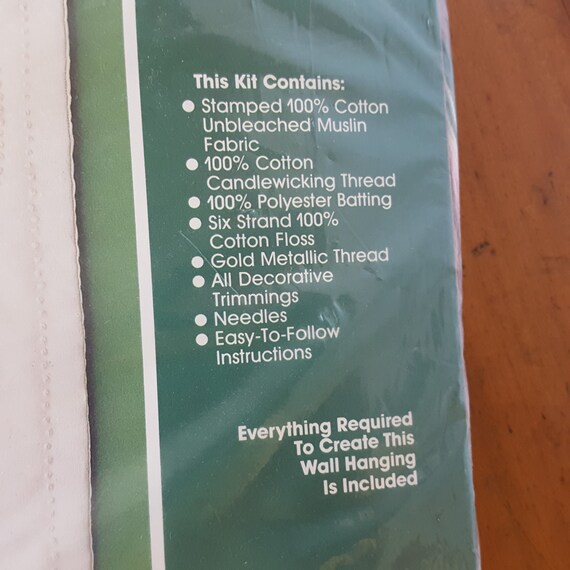 This Kit Contains:
● Stamped 100% Cotton
Unbleached Muslin
Fabric
● 100% Cotton
Candlewicking Thread
● 100% Polyester Batting
● Six Strand 100%
Cotton Floss
● Gold Metallic Thread
● All Decorative
Trimmings
● Needles
● Easy-To-Follow
Instructions
Everything Required
To Create This
Wall Hanging
Is Included